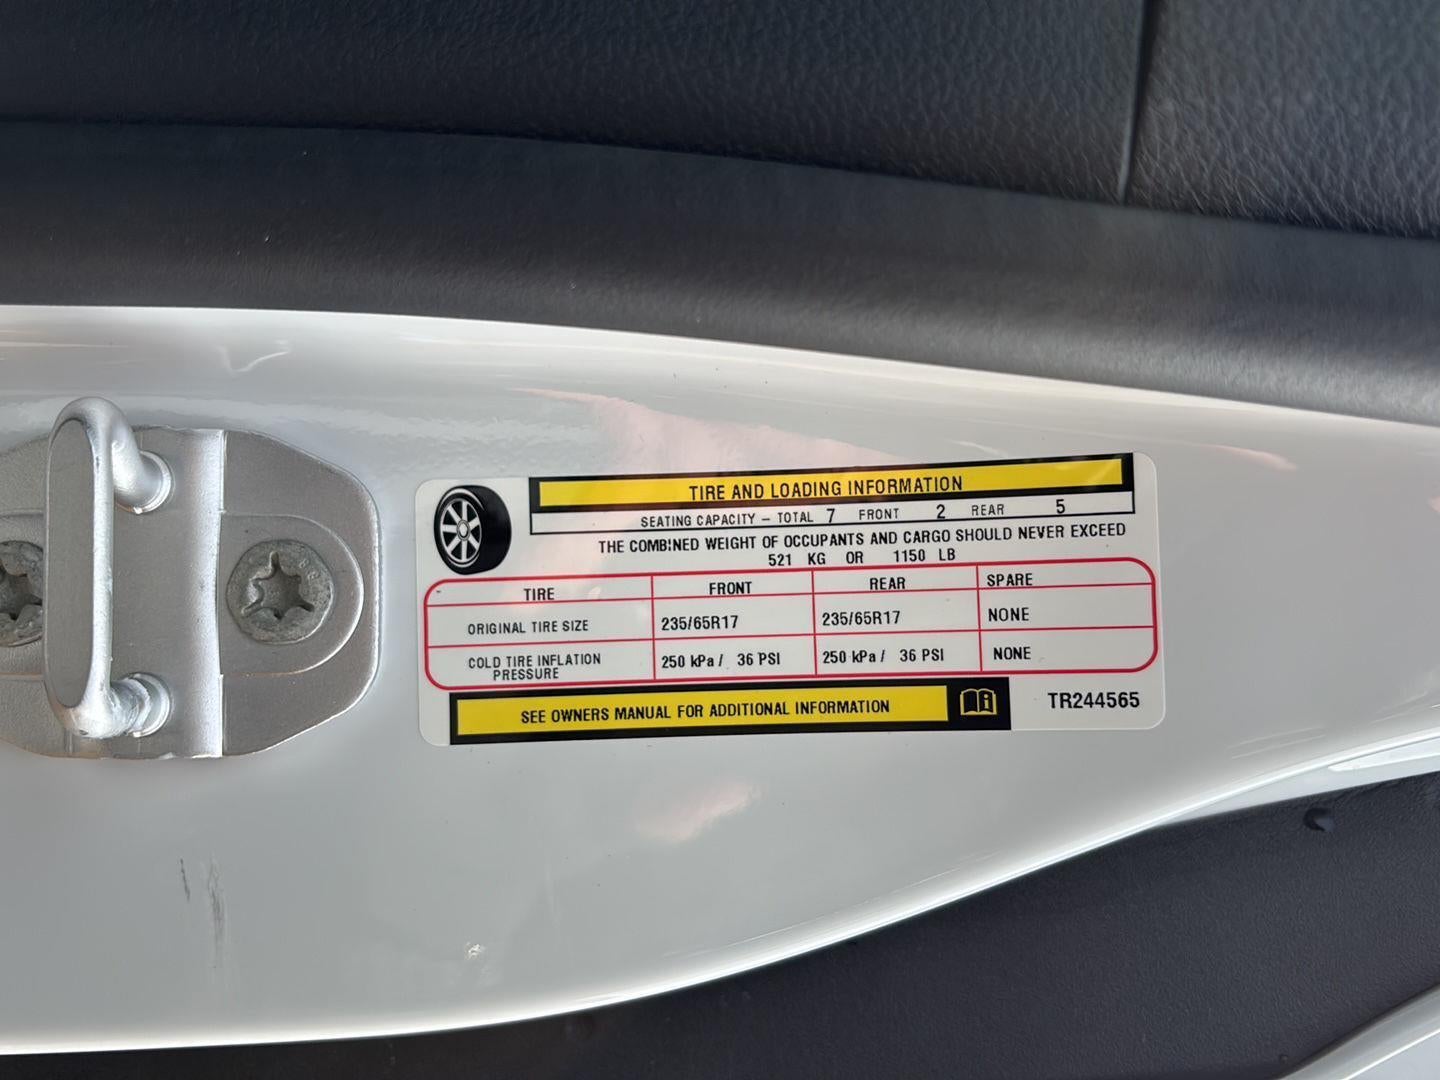 TIRE AND LOADING INFORMATION
SEATING CAPACITY – TOTAL 7 FRONT 2 REAR 5
THE COMBINED WEIGHT OF OCCUPANTS AND CARGO SHOULD NEVER EXCEED
521 KG OR 1150 LB
TIRE FRONT REAR SPARE
ORIGINAL TIRE SIZE 235/65R17 235/65R17 NONE
COLD TIRE INFLATION PRESSURE 250 kPa / 36 PSI 250 kPa / 36 PSI NONE
SEE OWNERS MANUAL FOR ADDITIONAL INFORMATION
TR244565